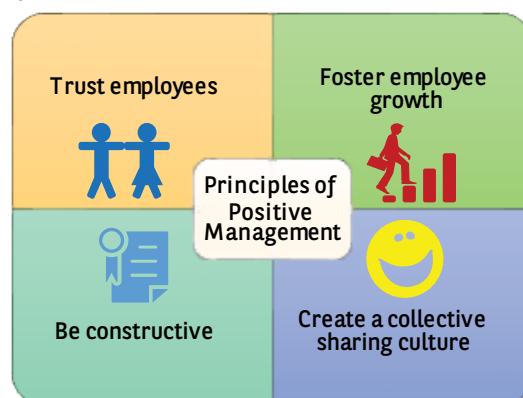 Trust employees
Foster employee
growth
Principles of
Positive
Management
Be constructive
Create a collective
sharing culture